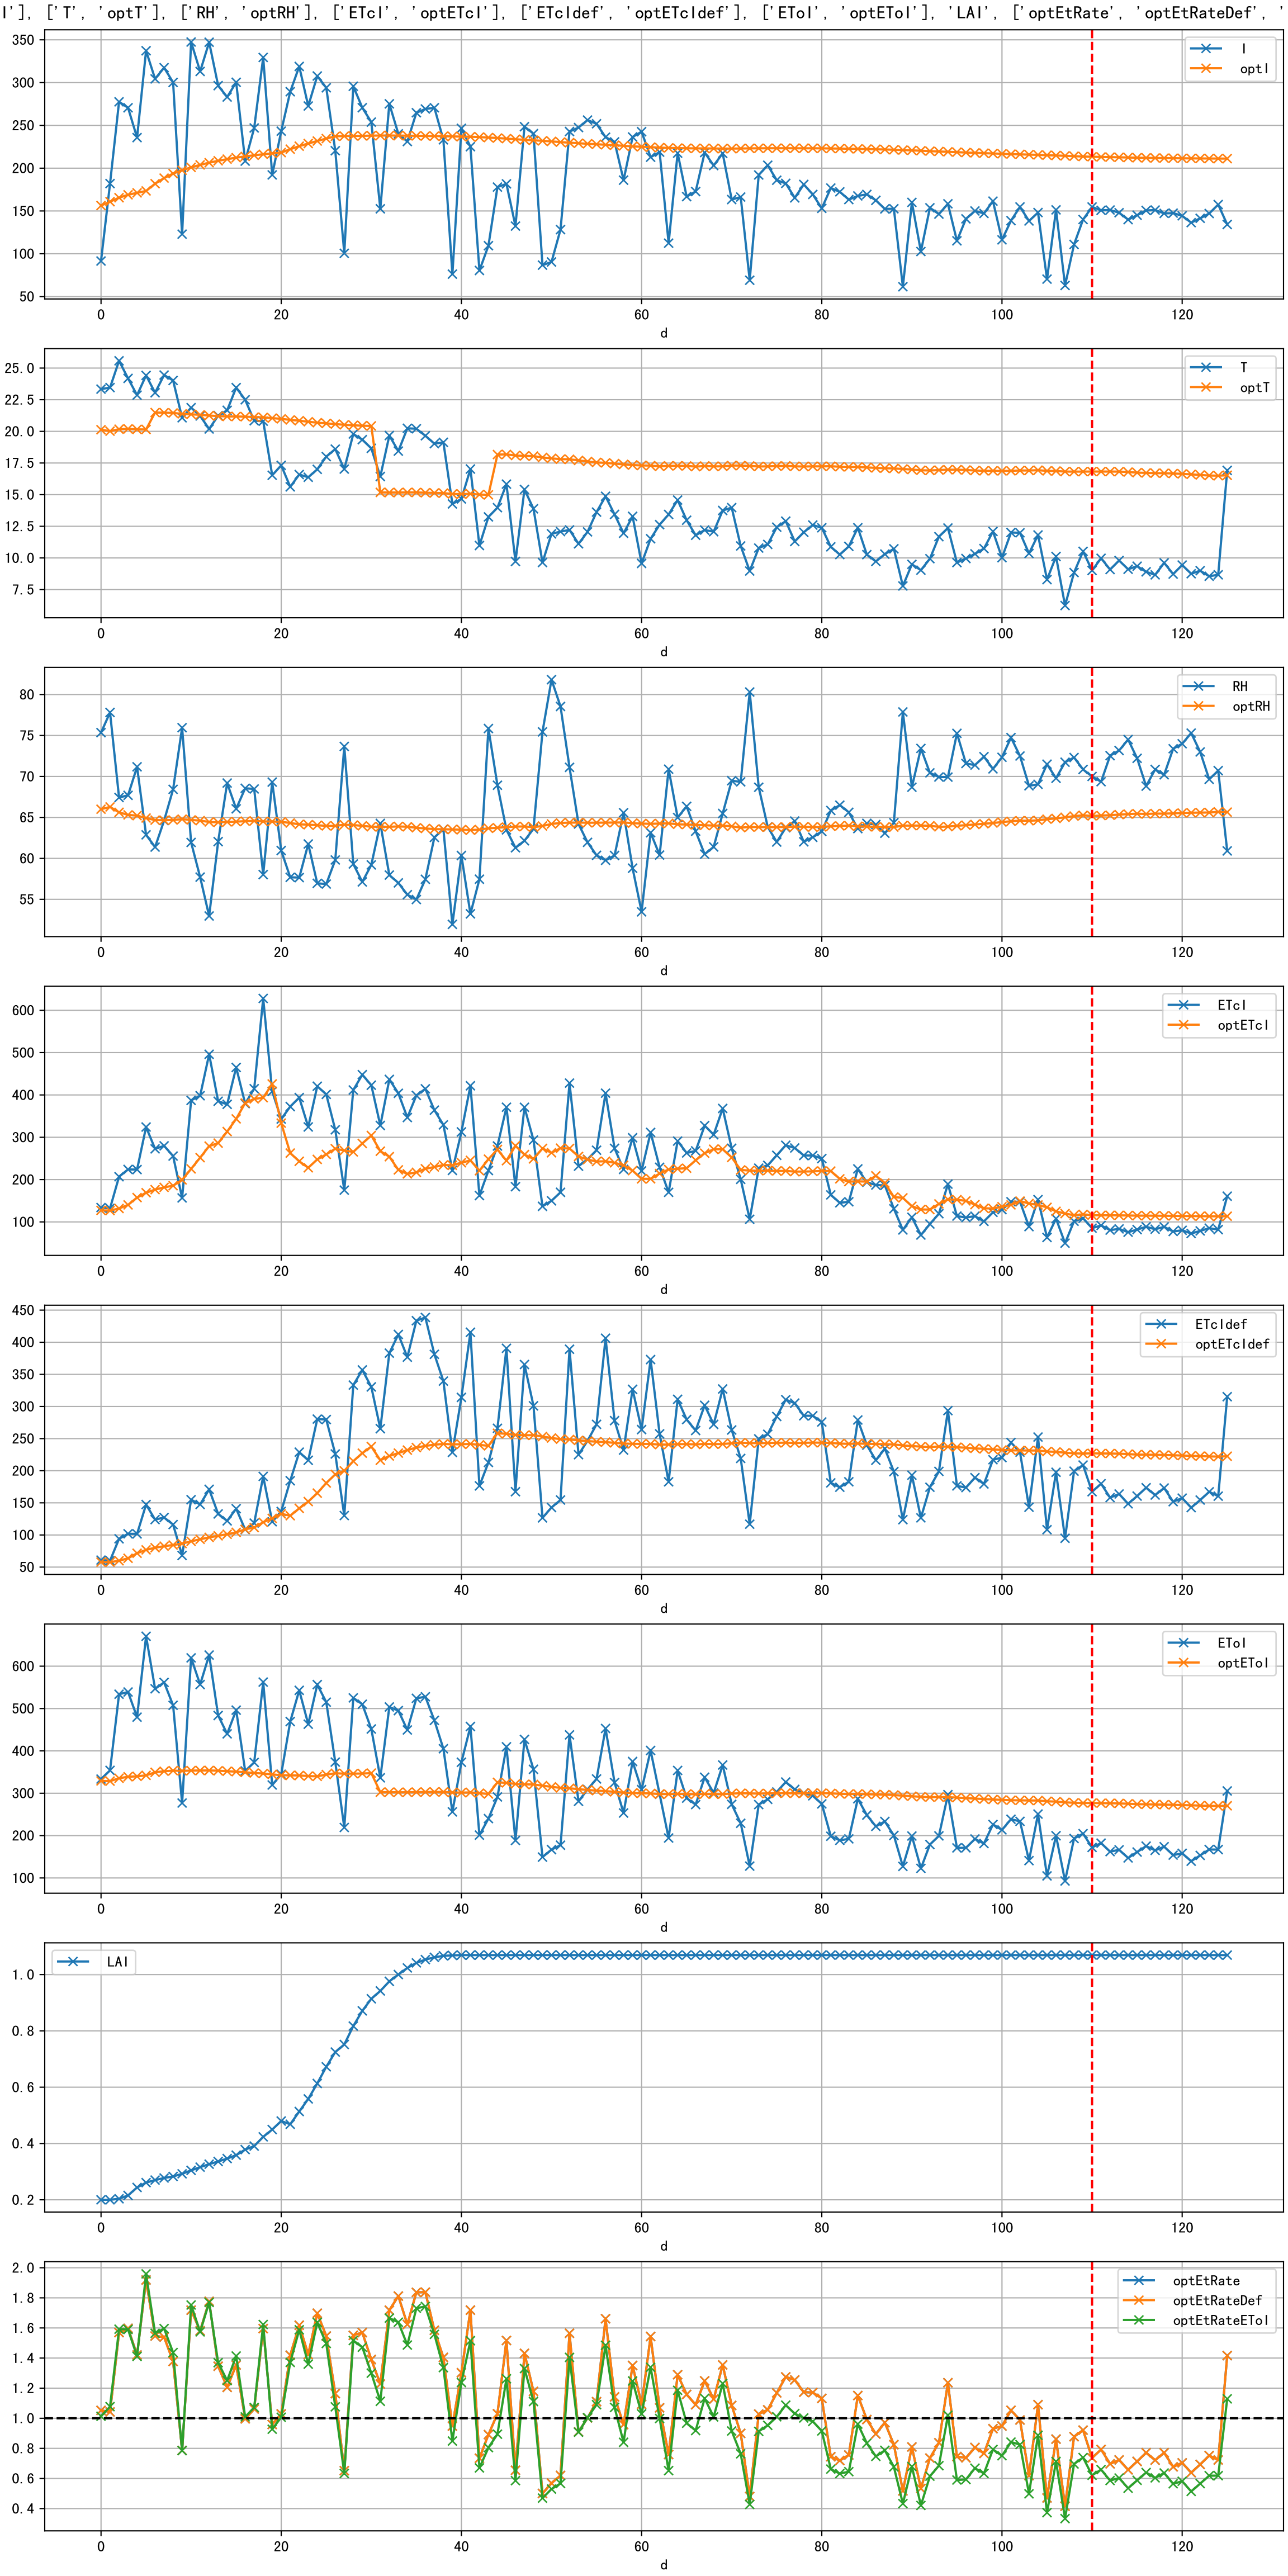 I'], ['T', 'optT'], ['RH', 'optRH'], ['ETcI', 'optETcI'], ['ETcIdef', 'optETcIdef'], ['EToI', 'optEToI'], 'LAI', ['optEtRate', 'optEtRateDef', '
I
optI
350
300
250
200
150
100
50
0 20 40 60 80 100 120
d
T
optT
25.0
22.5
20.0
17.5
15.0
12.5
10.0
7.5
0 20 40 60 80 100 120
d
RH
optRH
80
75
70
65
60
55
0 20 40 60 80 100 120
d
ETcI
optETcI
600
500
400
300
200
100
0 20 40 60 80 100 120
d
ETcIdef
optETcIdef
450
400
350
300
250
200
150
100
50
0 20 40 60 80 100 120
d
EToI
optEToI
600
500
400
300
200
100
0 20 40 60 80 100 120
d
LAI
1.0
0.8
0.6
0.4
0.2
0 20 40 60 80 100 120
d
optEtRate
optEtRateDef
optEtRateEToI
2.0
1.8
1.6
1.4
1.2
1.0
0.8
0.6
0.4
0 20 40 60 80 100 120
d